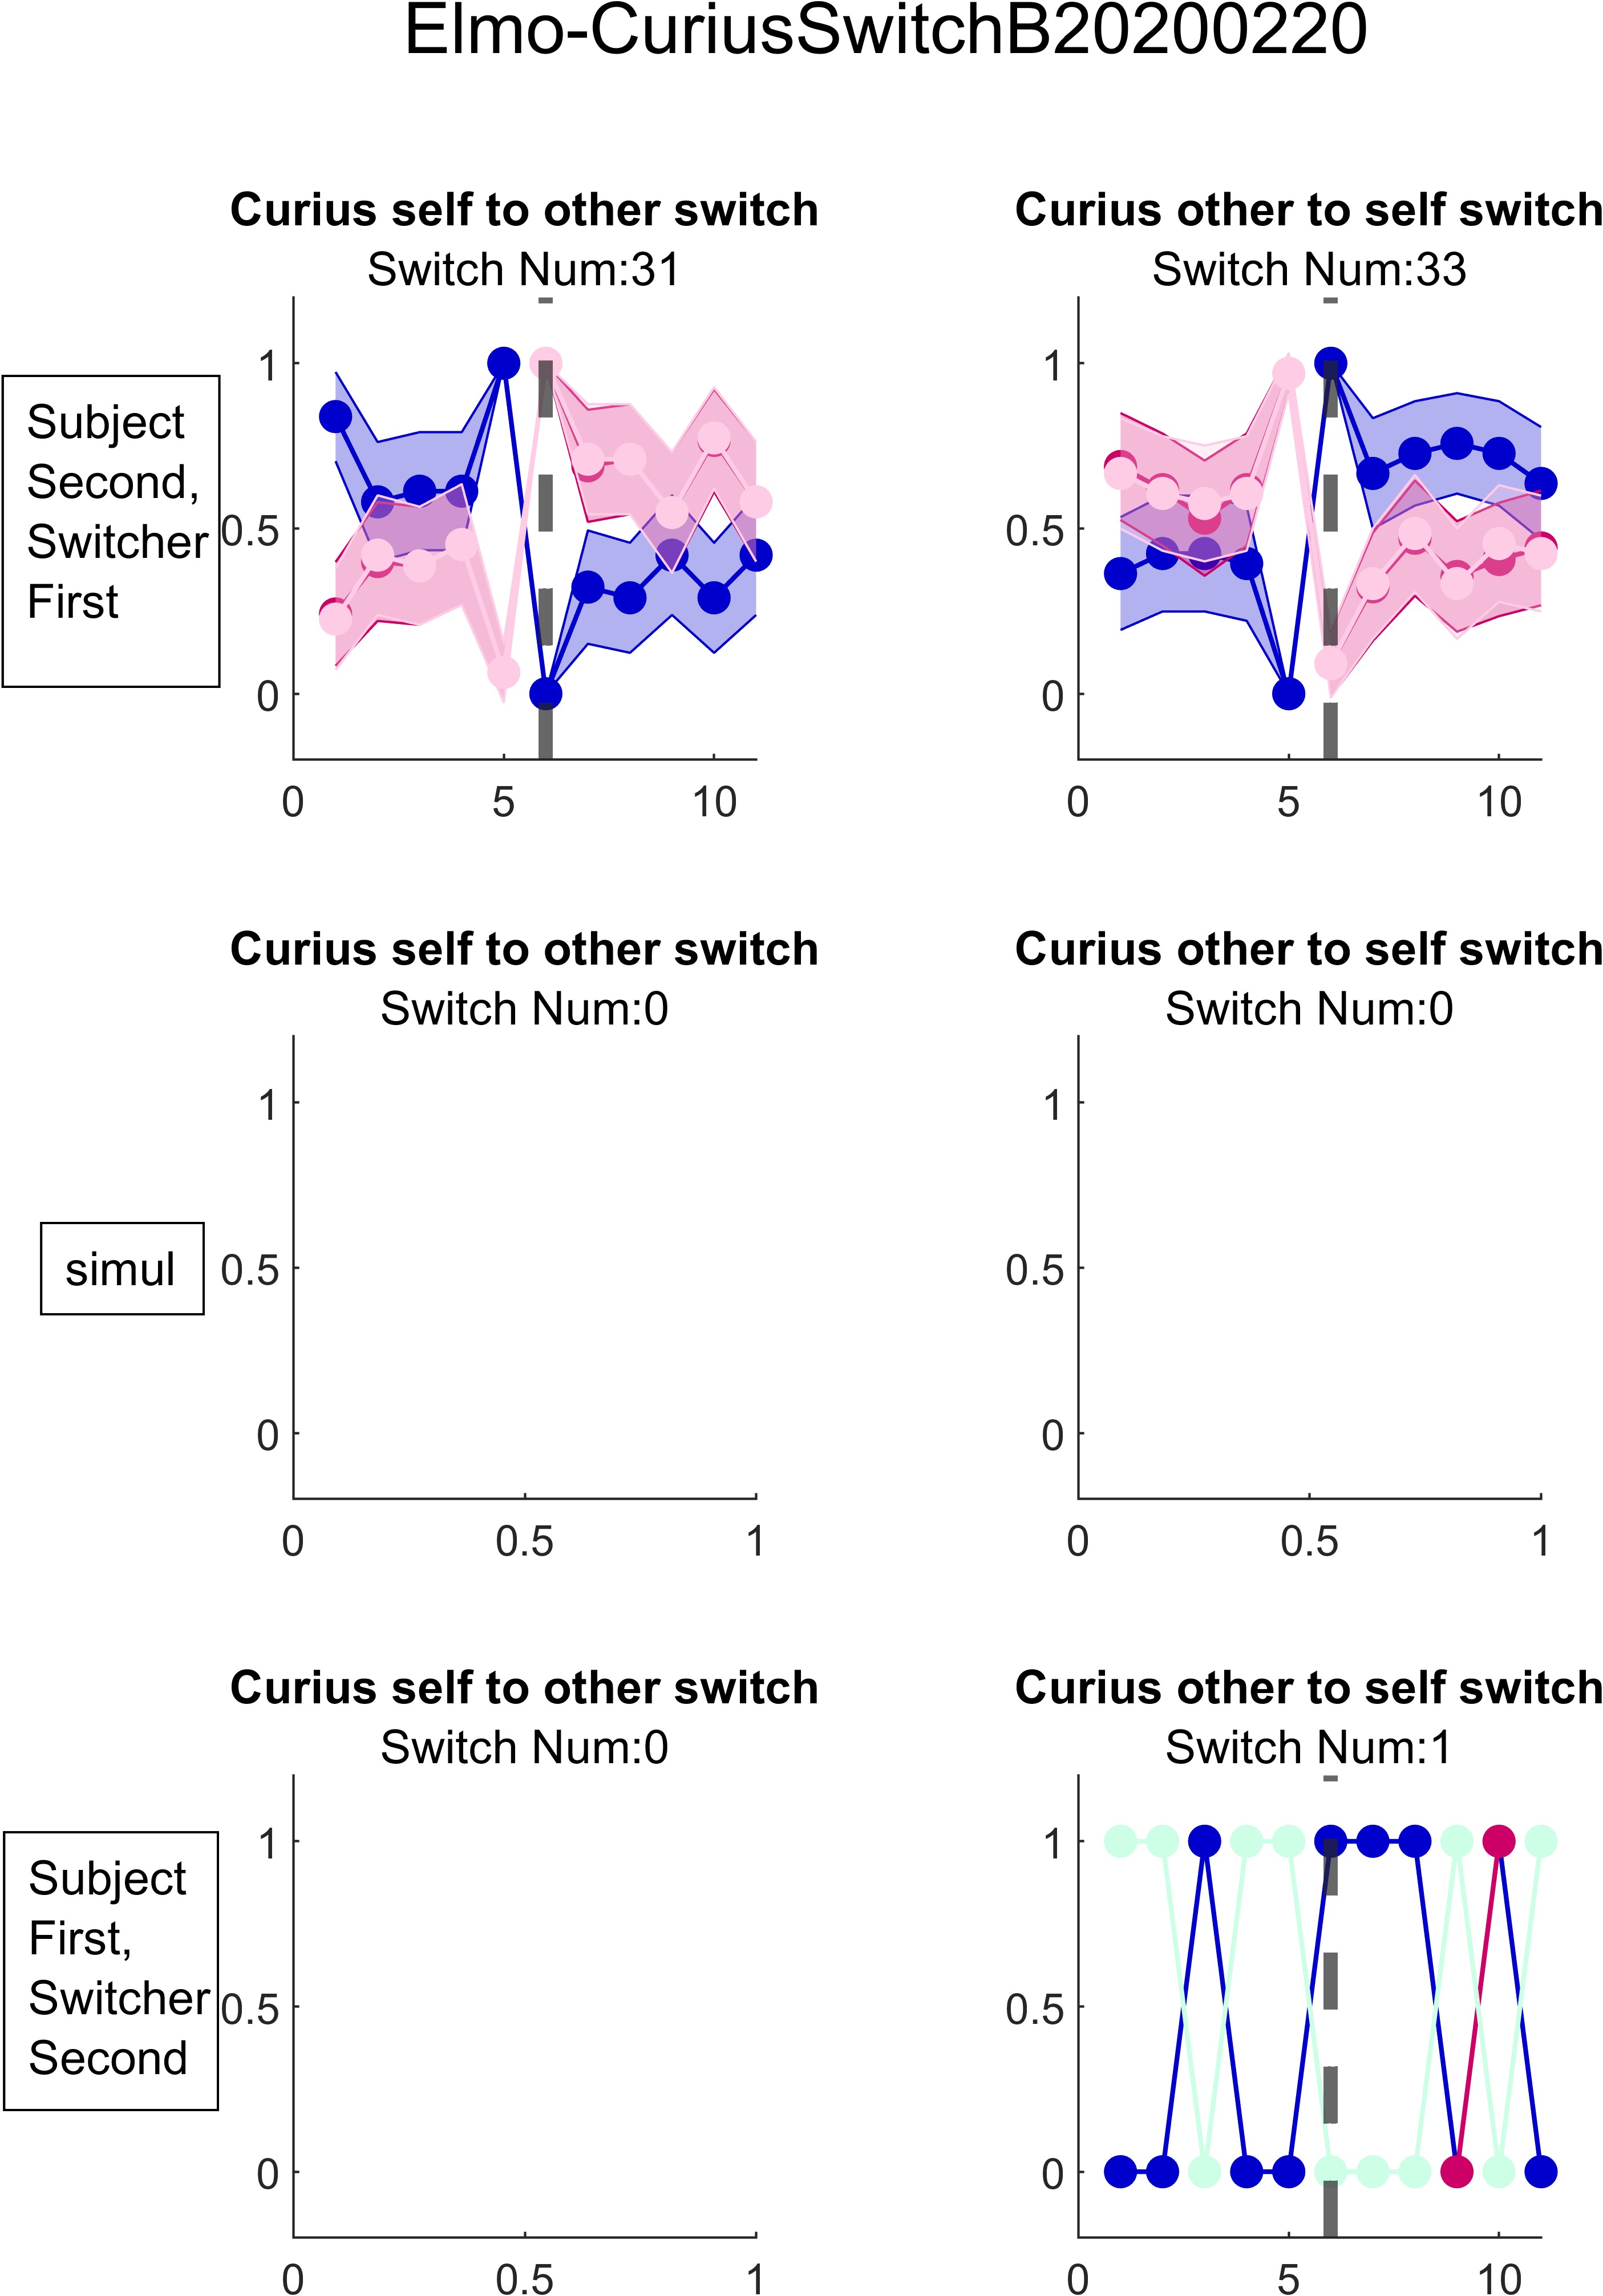 Elmo-CuriusSwitchB20200220
Curius self to other switch
Switch Num:31
Curius other to self switch
Switch Num:33
Subject
Second,
Switcher
First
1
0.5
0
0
5
10
1
0.5
0
0
5
10
Curius self to other switch
Switch Num:0
Curius other to self switch
Switch Num:0
simul
1
0.5
0
0
0.5
1
1
0.5
0
0
0.5
1
Curius self to other switch
Switch Num:0
Curius other to self switch
Switch Num:1
Subject
First,
Switcher
Second
1
0.5
0
0
0.5
1
1
0.5
0
0
5
10